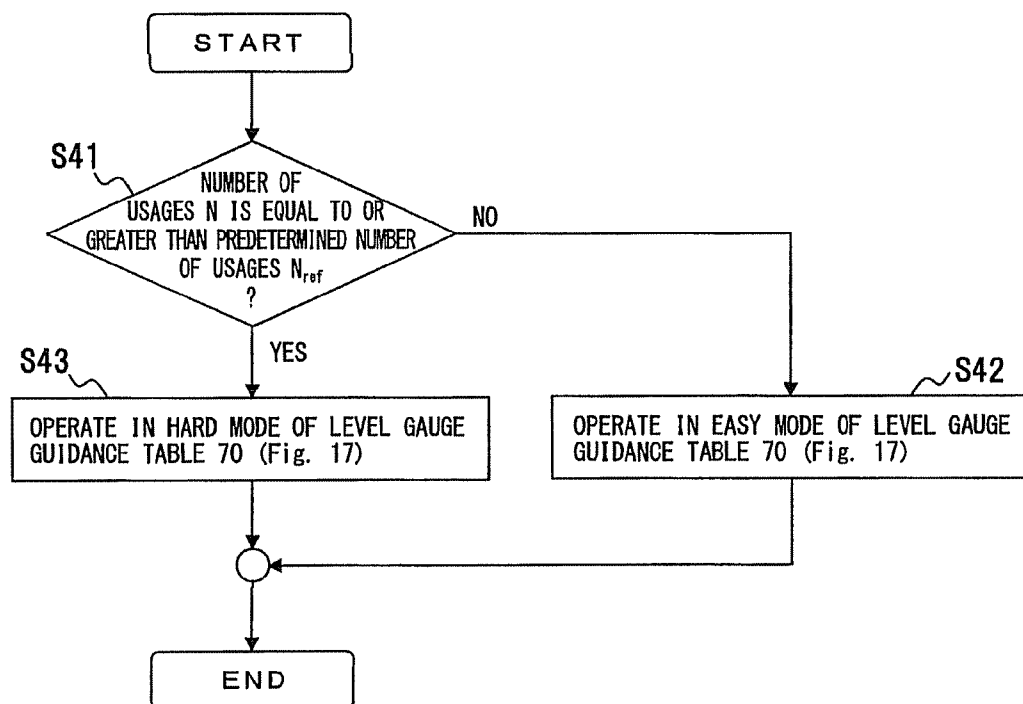 START
S41
NUMBER OF
USAGES N IS EQUAL TO OR
GREATER THAN PREDETERMINED NUMBER
OF USAGES Nref
?
NO
YES
S43
OPERATE IN HARD MODE OF LEVEL GAUGE
GUIDANCE TABLE 70 (Fig. 17)
S42
OPERATE IN EASY MODE OF LEVEL GAUGE
GUIDANCE TABLE 70 (Fig. 17)
END